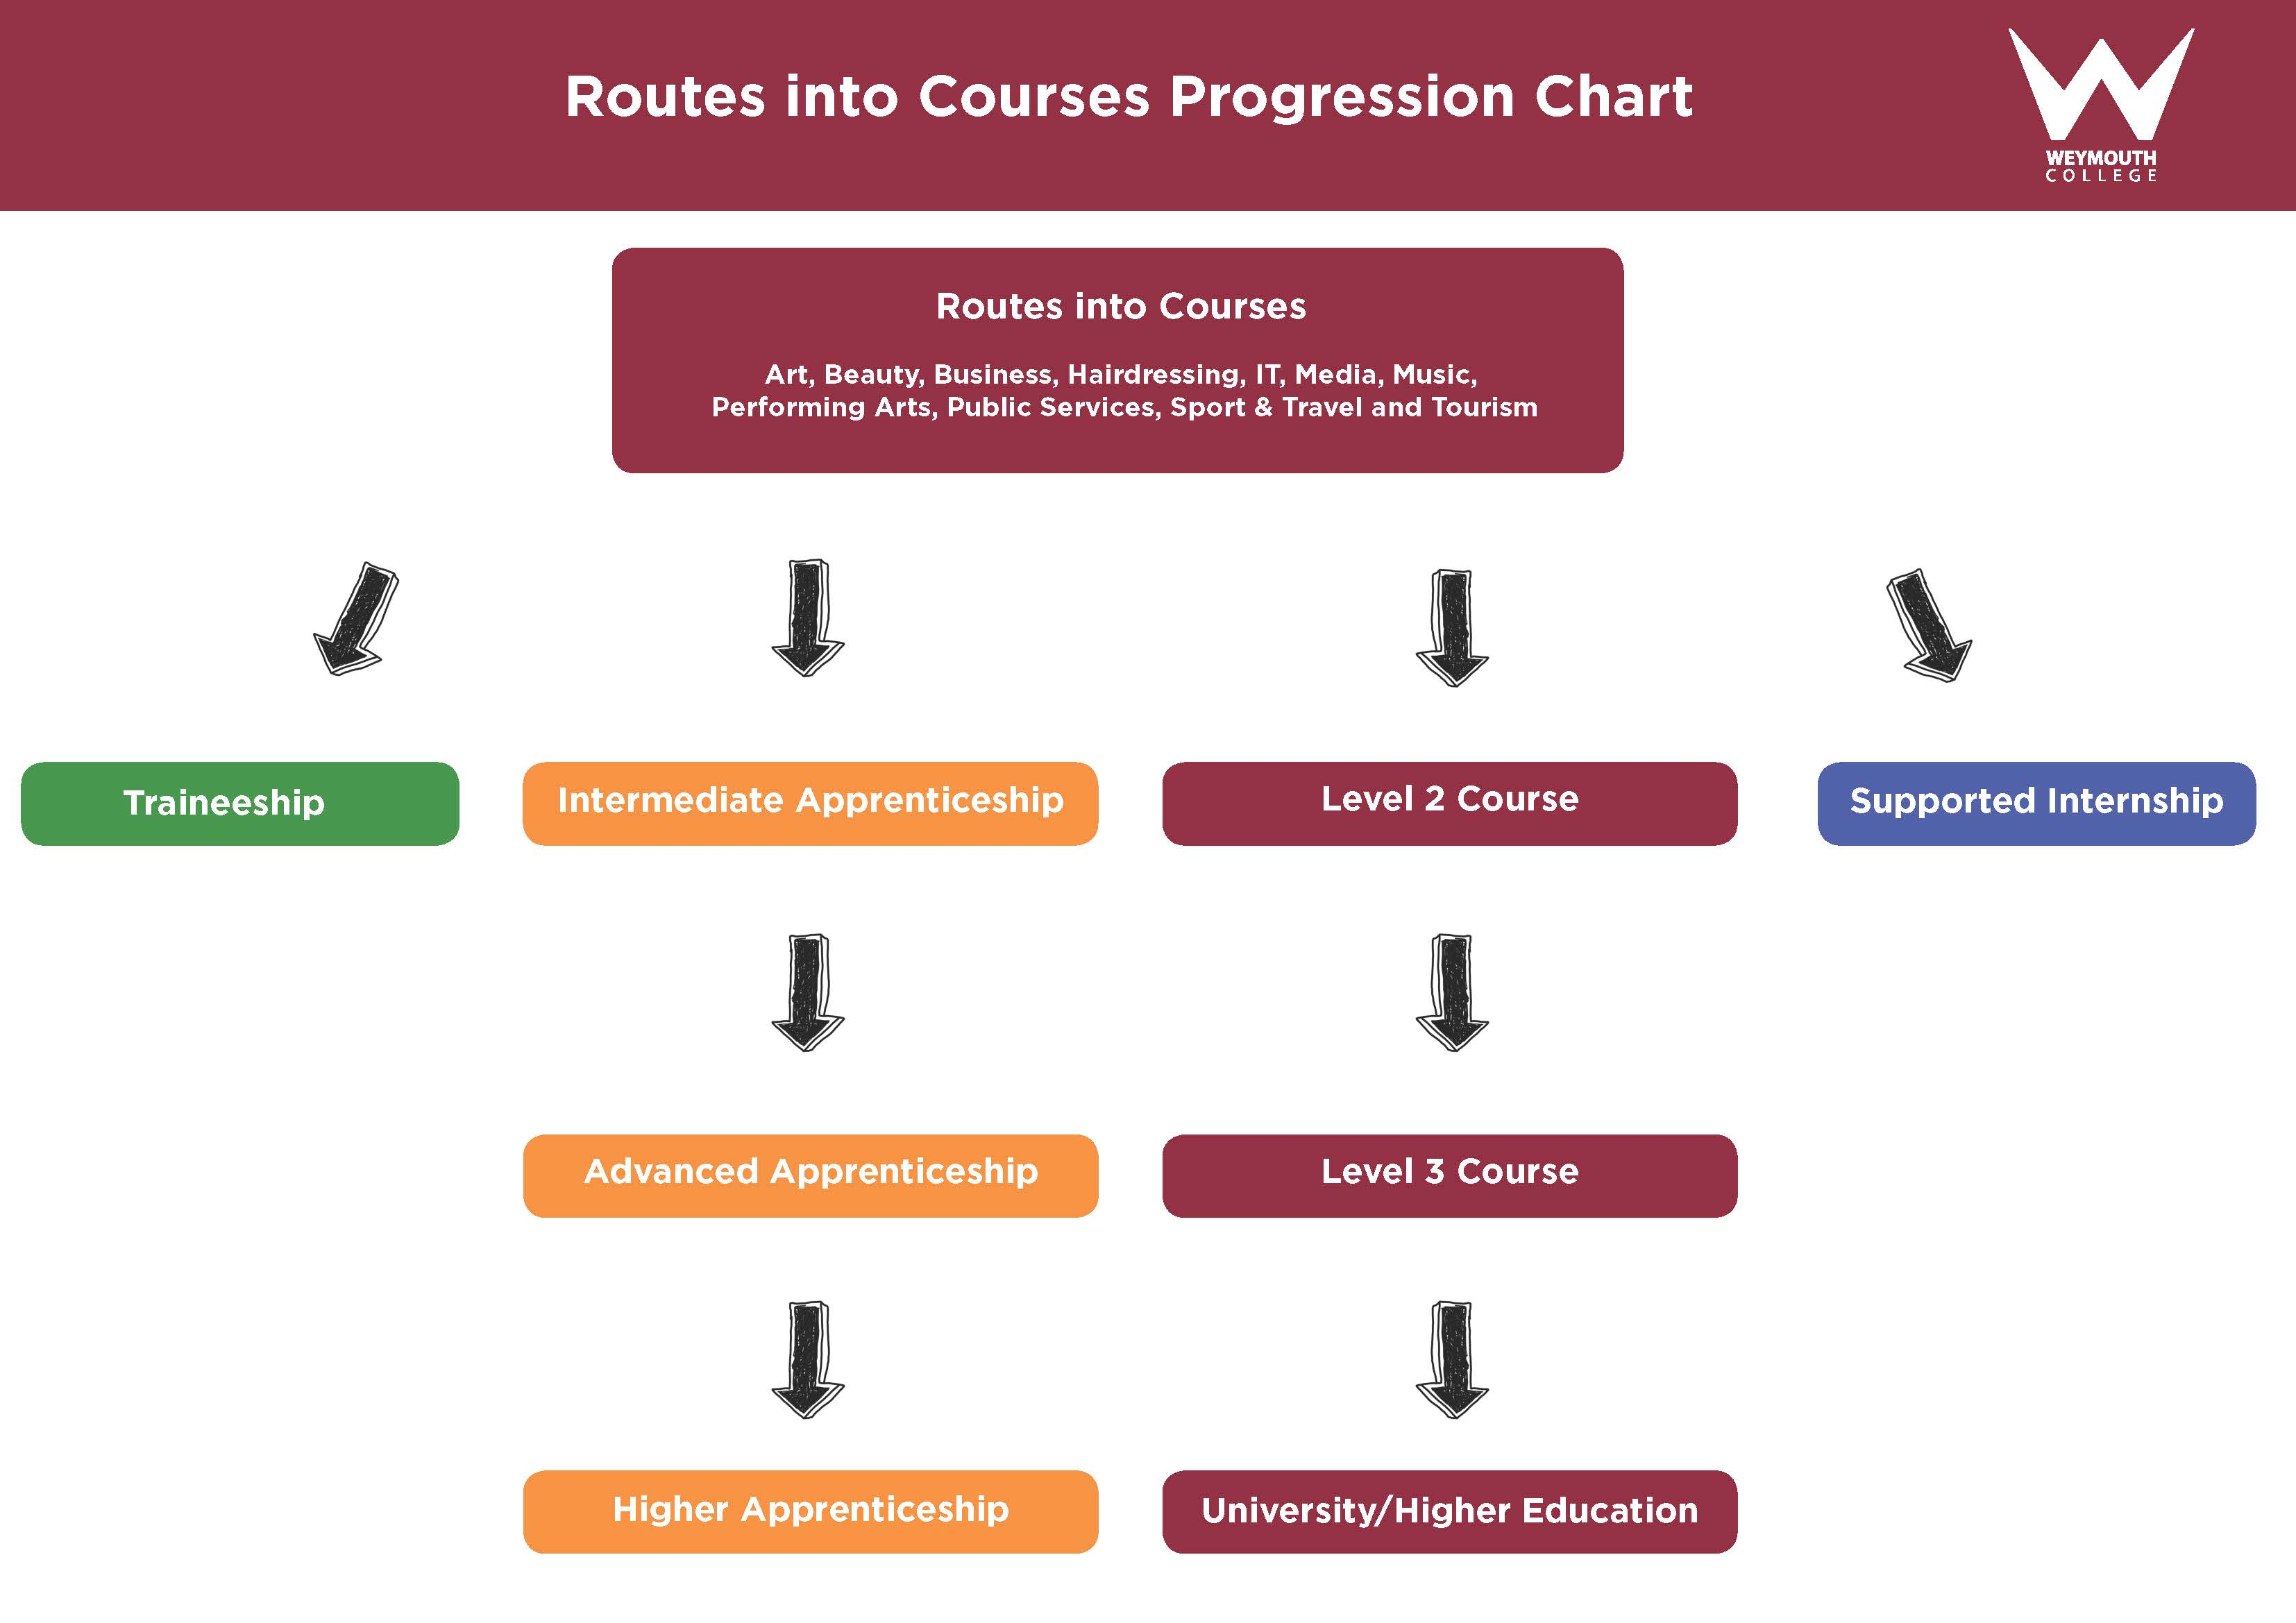 Routes into Courses Progression Chart
WEYMOUTH
COLLEGE
Routes into Courses
Art, Beauty, Business, Hairdressing, IT, Media, Music,
Performing Arts, Public Services, Sport & Travel and Tourism
Traineeship
Intermediate Apprenticeship
Level 2 Course
Supported Internship
Advanced Apprenticeship
Level 3 Course
Higher Apprenticeship
University/Higher Education